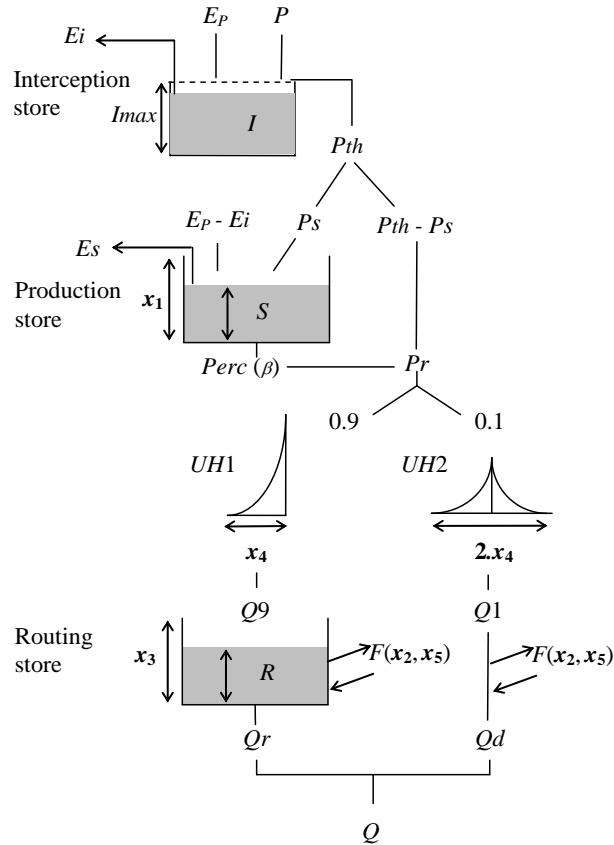 Ei
E_P
P
Interception
store
Imax
I
Pth
E_P - Ei
Ps
Pth - Ps
Es
Production
store
x₁
S
Perc (β)
Pr
0.9
0.1
UH1
UH2
x₄
2.x₄
Q9
Q1
Routing
store
x₃
R
F(x₂, x₅)
F(x₂, x₅)
Qr
Qd
Q